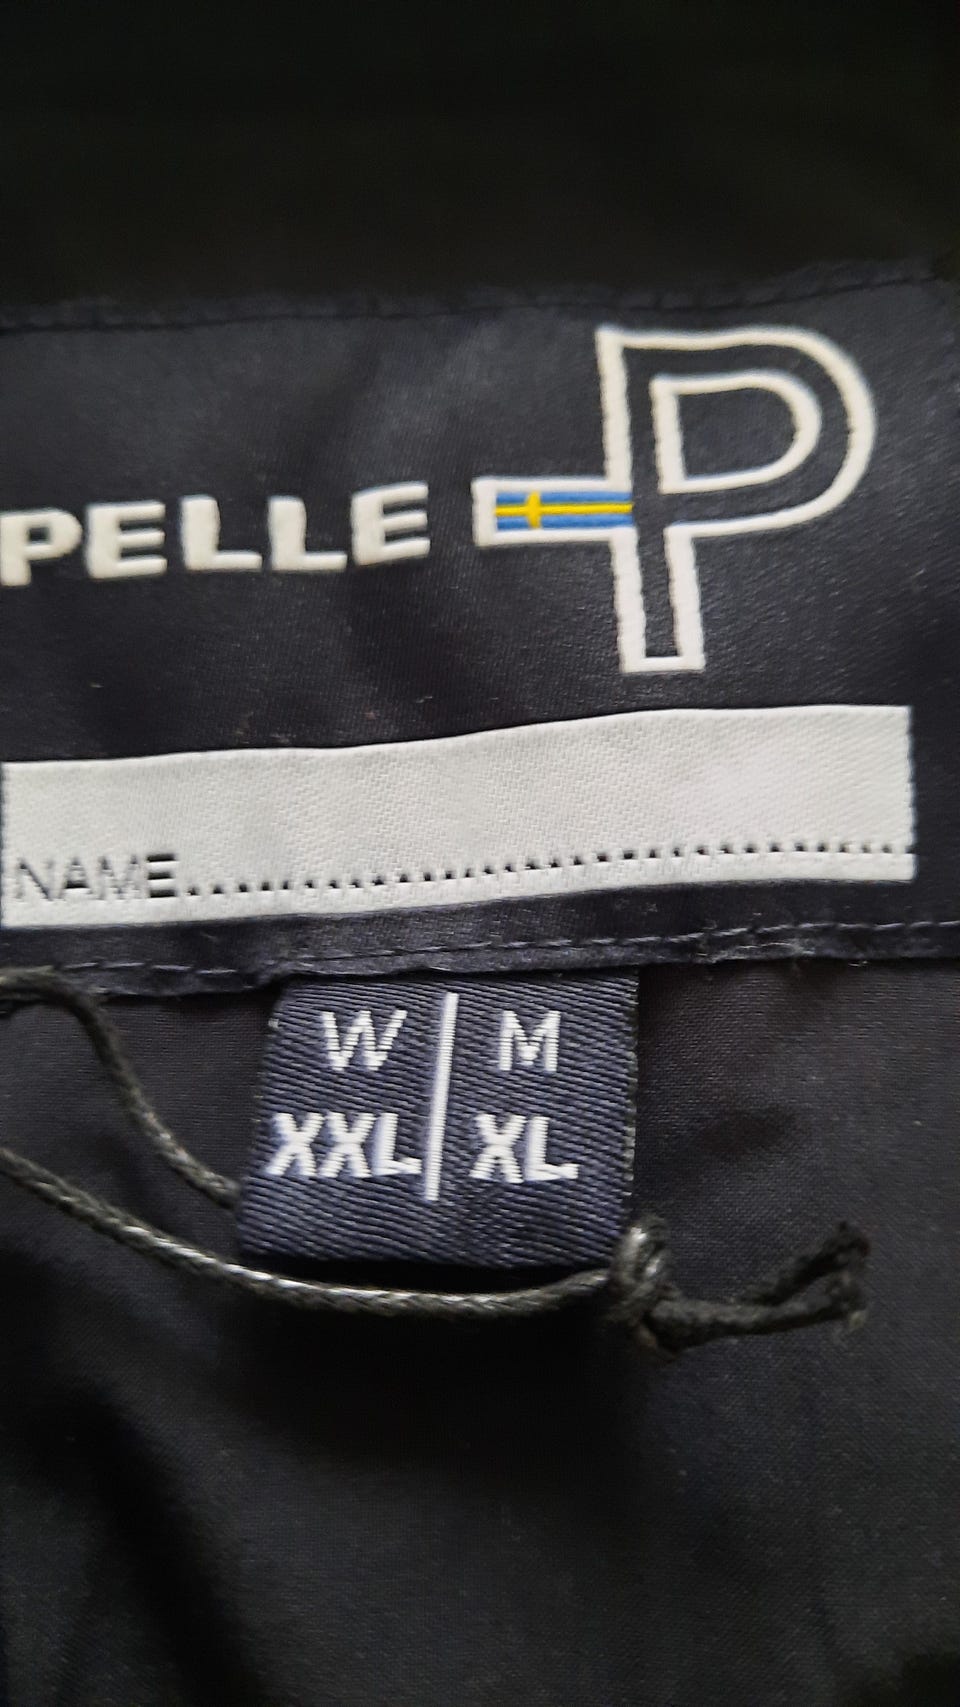 PELLE P
NAME....................................................
W | M
XXL | XL